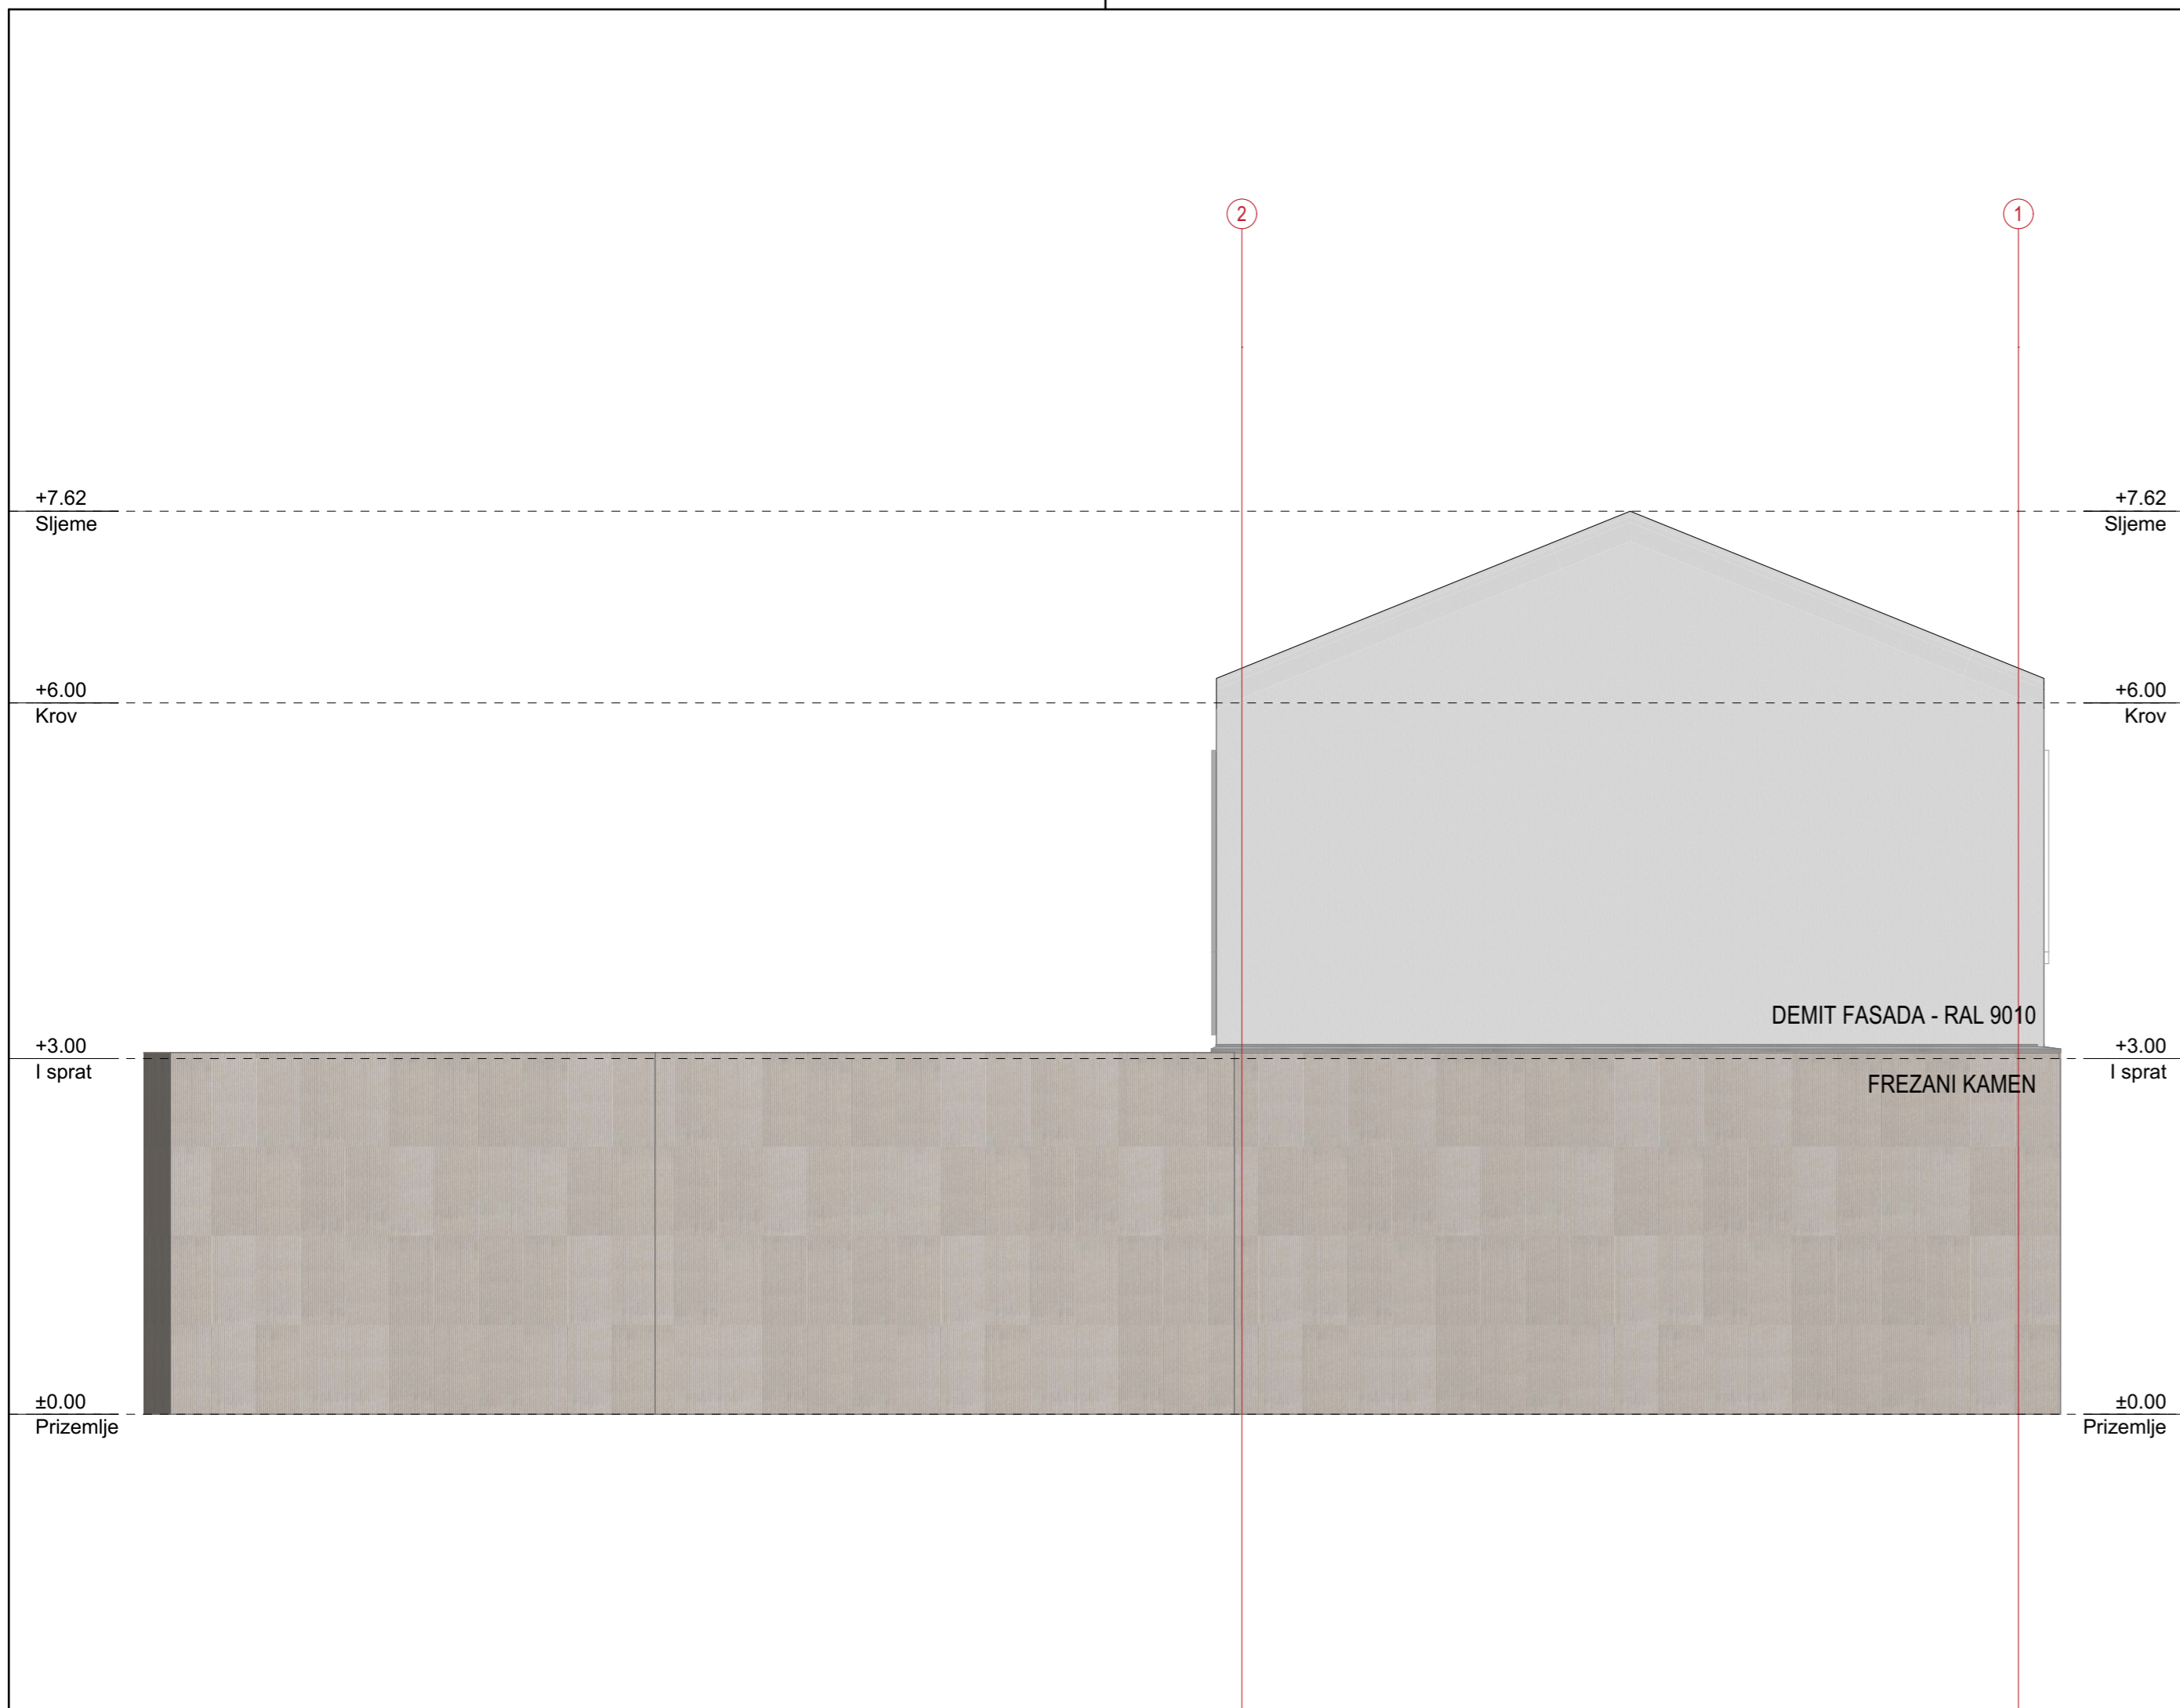 2
1
+7.62
Sljeme
+7.62
Sljeme
+6.00
Krov
+6.00
Krov
DEMIT FASADA - RAL 9010
+3.00
I sprat
+3.00
I sprat
FREZANI KAMEN
±0.00
Prizemlje
±0.00
Prizemlje